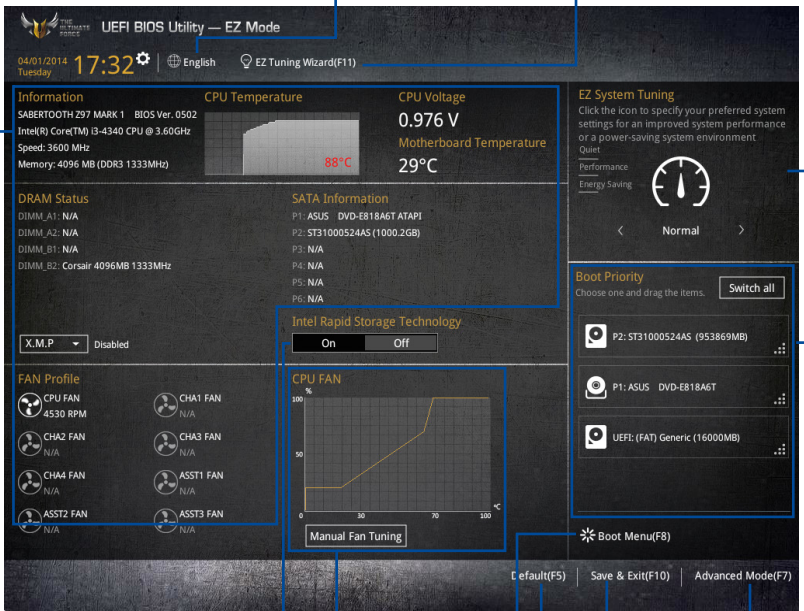 THE
ULTIMATE
FORCE
UEFI BIOS Utility — EZ Mode
04/01/2014
Tuesday
17:32
English
EZ Tuning Wizard(F11)
Information
SABERTOOTH Z97 MARK 1 BIOS Ver. 0502
Intel(R) Core(TM) i3-4340 CPU @ 3.60GHz
Speed: 3600 MHz
Memory: 4096 MB (DDR3 1333MHz)
CPU Temperature
88°C
CPU Voltage
0.976 V
Motherboard Temperature
29°C
EZ System Tuning
Click the icon to specify your preferred system
settings for an improved system performance
or a power-saving system environment
Quiet
Performance
Energy Saving
Normal
DRAM Status
DIMM_A1: N/A
DIMM_A2: N/A
DIMM_B1: N/A
DIMM_B2: Corsair 4096MB 1333MHz
X.M.P
Disabled
SATA Information
P1: ASUS DVD-E818A6T ATAPI
P2: ST31000524AS (1000.2GB)
P3: N/A
P4: N/A
P5: N/A
P6: N/A
Intel Rapid Storage Technology
On
Off
Boot Priority
Choose one and drag the items.
Switch all
P2: ST31000524AS (953869MB)
P1: ASUS DVD-E818A6T
UEFI: (FAT) Generic (16000MB)
FAN Profile
CPU FAN
4530 RPM
CHA1 FAN
N/A
CHA2 FAN
N/A
CHA3 FAN
N/A
CHA4 FAN
N/A
ASST1 FAN
N/A
ASST2 FAN
N/A
ASST3 FAN
N/A
CPU FAN
%
100
50
0
30
70
100
°C
Manual Fan Tuning
Boot Menu(F8)
Default(F5)
Save & Exit(F10)
Advanced Mode(F7)